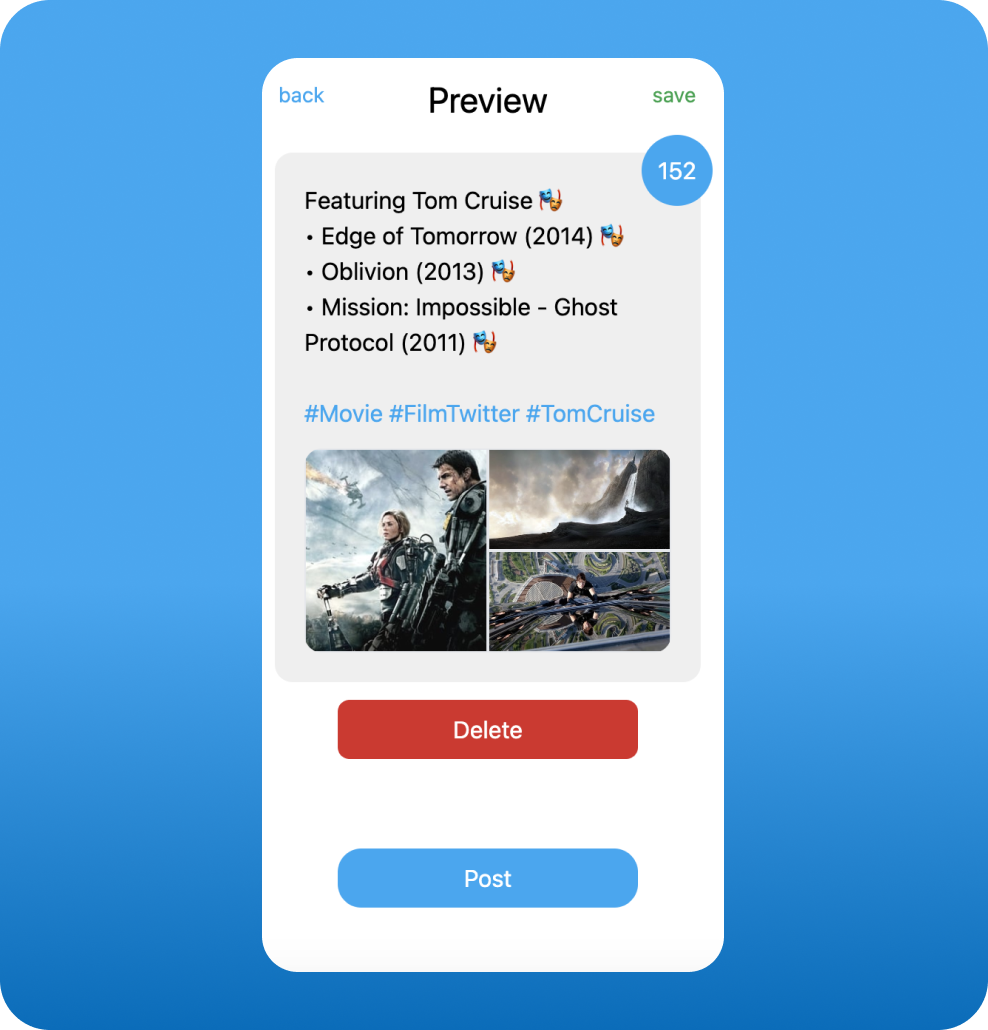 back
Preview
save
152
Featuring Tom Cruise 🎭
• Edge of Tomorrow (2014) 🎭
• Oblivion (2013) 🎭
• Mission: Impossible - Ghost
Protocol (2011) 🎭
#Movie #FilmTwitter #TomCruise
Delete
Post